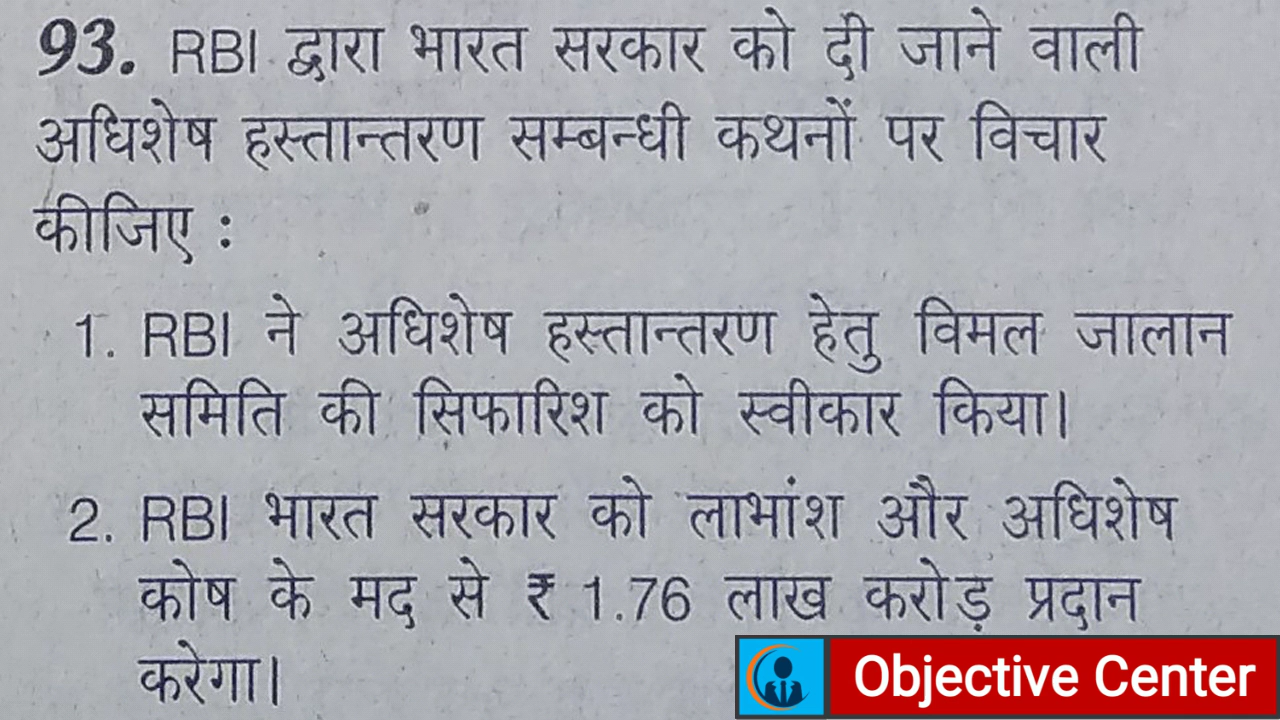 93. RBI द्वारा भारत सरकार को दी जाने वाली
अधिशेष हस्तान्तरण सम्बन्धी कथनों पर विचार
कीजिए :
1. RBI ने अधिशेष हस्तान्तरण हेतु विमल जालान
समिति की सिफारिश को स्वीकार किया।
2. RBI भारत सरकार को लाभांश और अधिशेष
कोष के मद से ₹ 1.76 लाख करोड़ प्रदान
करेगा।
Objective Center